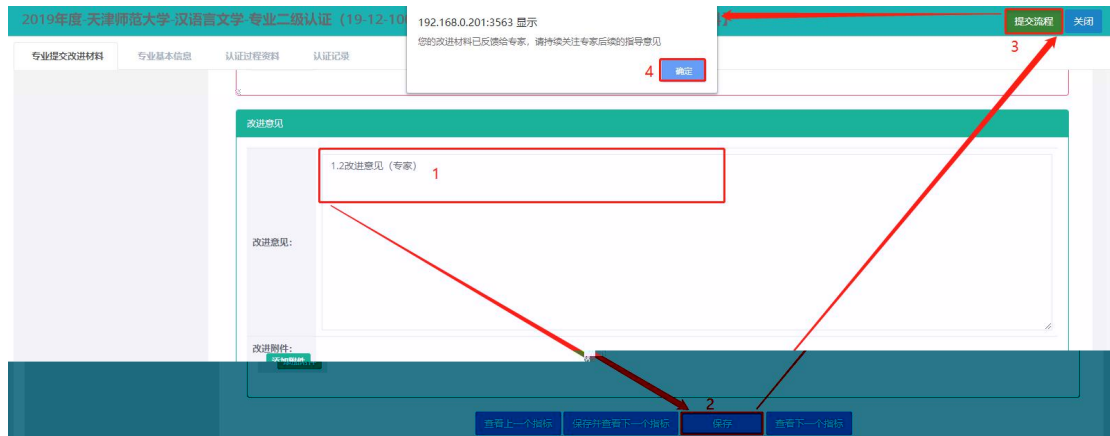 2019年度-天津师范大学-汉语言文学-专业二级认证（19-12-10
192.168.0.201:3563 显示
您的改进材料已反馈给专家，请持续关注专家后续的指导意见
4
确定
提交流程
关闭
3
专业提交改进材料
专业基本信息
认证过程资料
认证记录
改进意见
改进意见:
1.2改进意见（专家）
1
改进附件:
添加附件
2
查看上一个指标
保存并查看下一个指标
保存
查看下一个指标